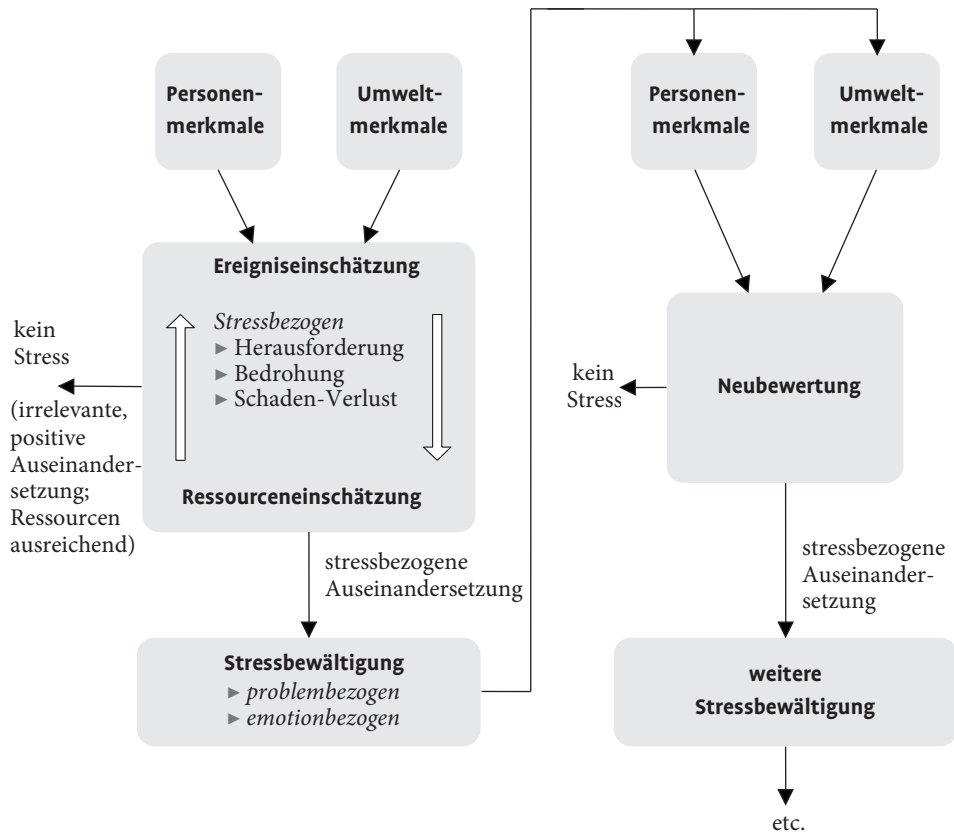 Personen-
merkmale
Umwelt-
merkmale
Ereigniseinschätzung
Stressbezogen
► Herausforderung
► Bedrohung
► Schaden-Verlust
Ressourceneinschätzung
kein
Stress
(irrelevante,
positive
Auseinander-
setzung;
Ressourcen
ausreichend)
stressbezogene
Auseinandersetzung
Stressbewältigung
► problembezogen
► emotionbezogen
Personen-
merkmale
Umwelt-
merkmale
Neubewertung
kein
Stress
stressbezogene
Auseinander-
setzung
weitere
Stressbewältigung
etc.